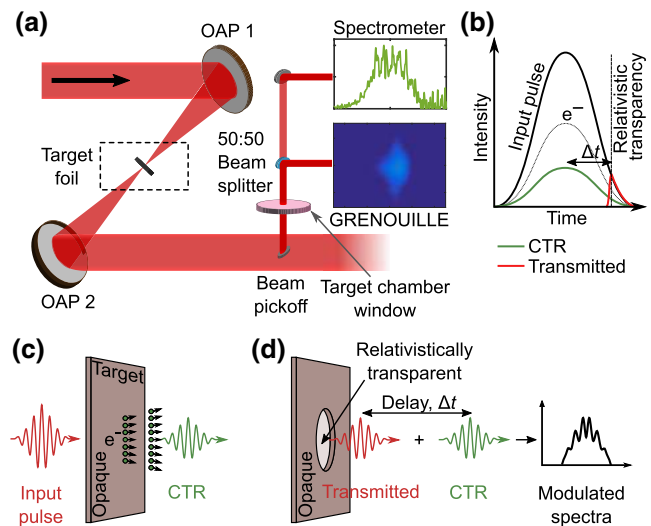 (a)
OAP 1
Spectrometer
Target
foil
50:50
Beam
splitter
GRENOUILLE
OAP 2
Beam
pickoff
Target chamber
window
(b)
Intensity
Input pulse
e−
Δt
Relativistic
transparency
Time
CTR
Transmitted
(c)
Target
e−
Opaque
Input
pulse
CTR
(d)
Relativistically
transparent
Delay, Δt
+
Opaque
Transmitted
CTR
Modulated
spectra